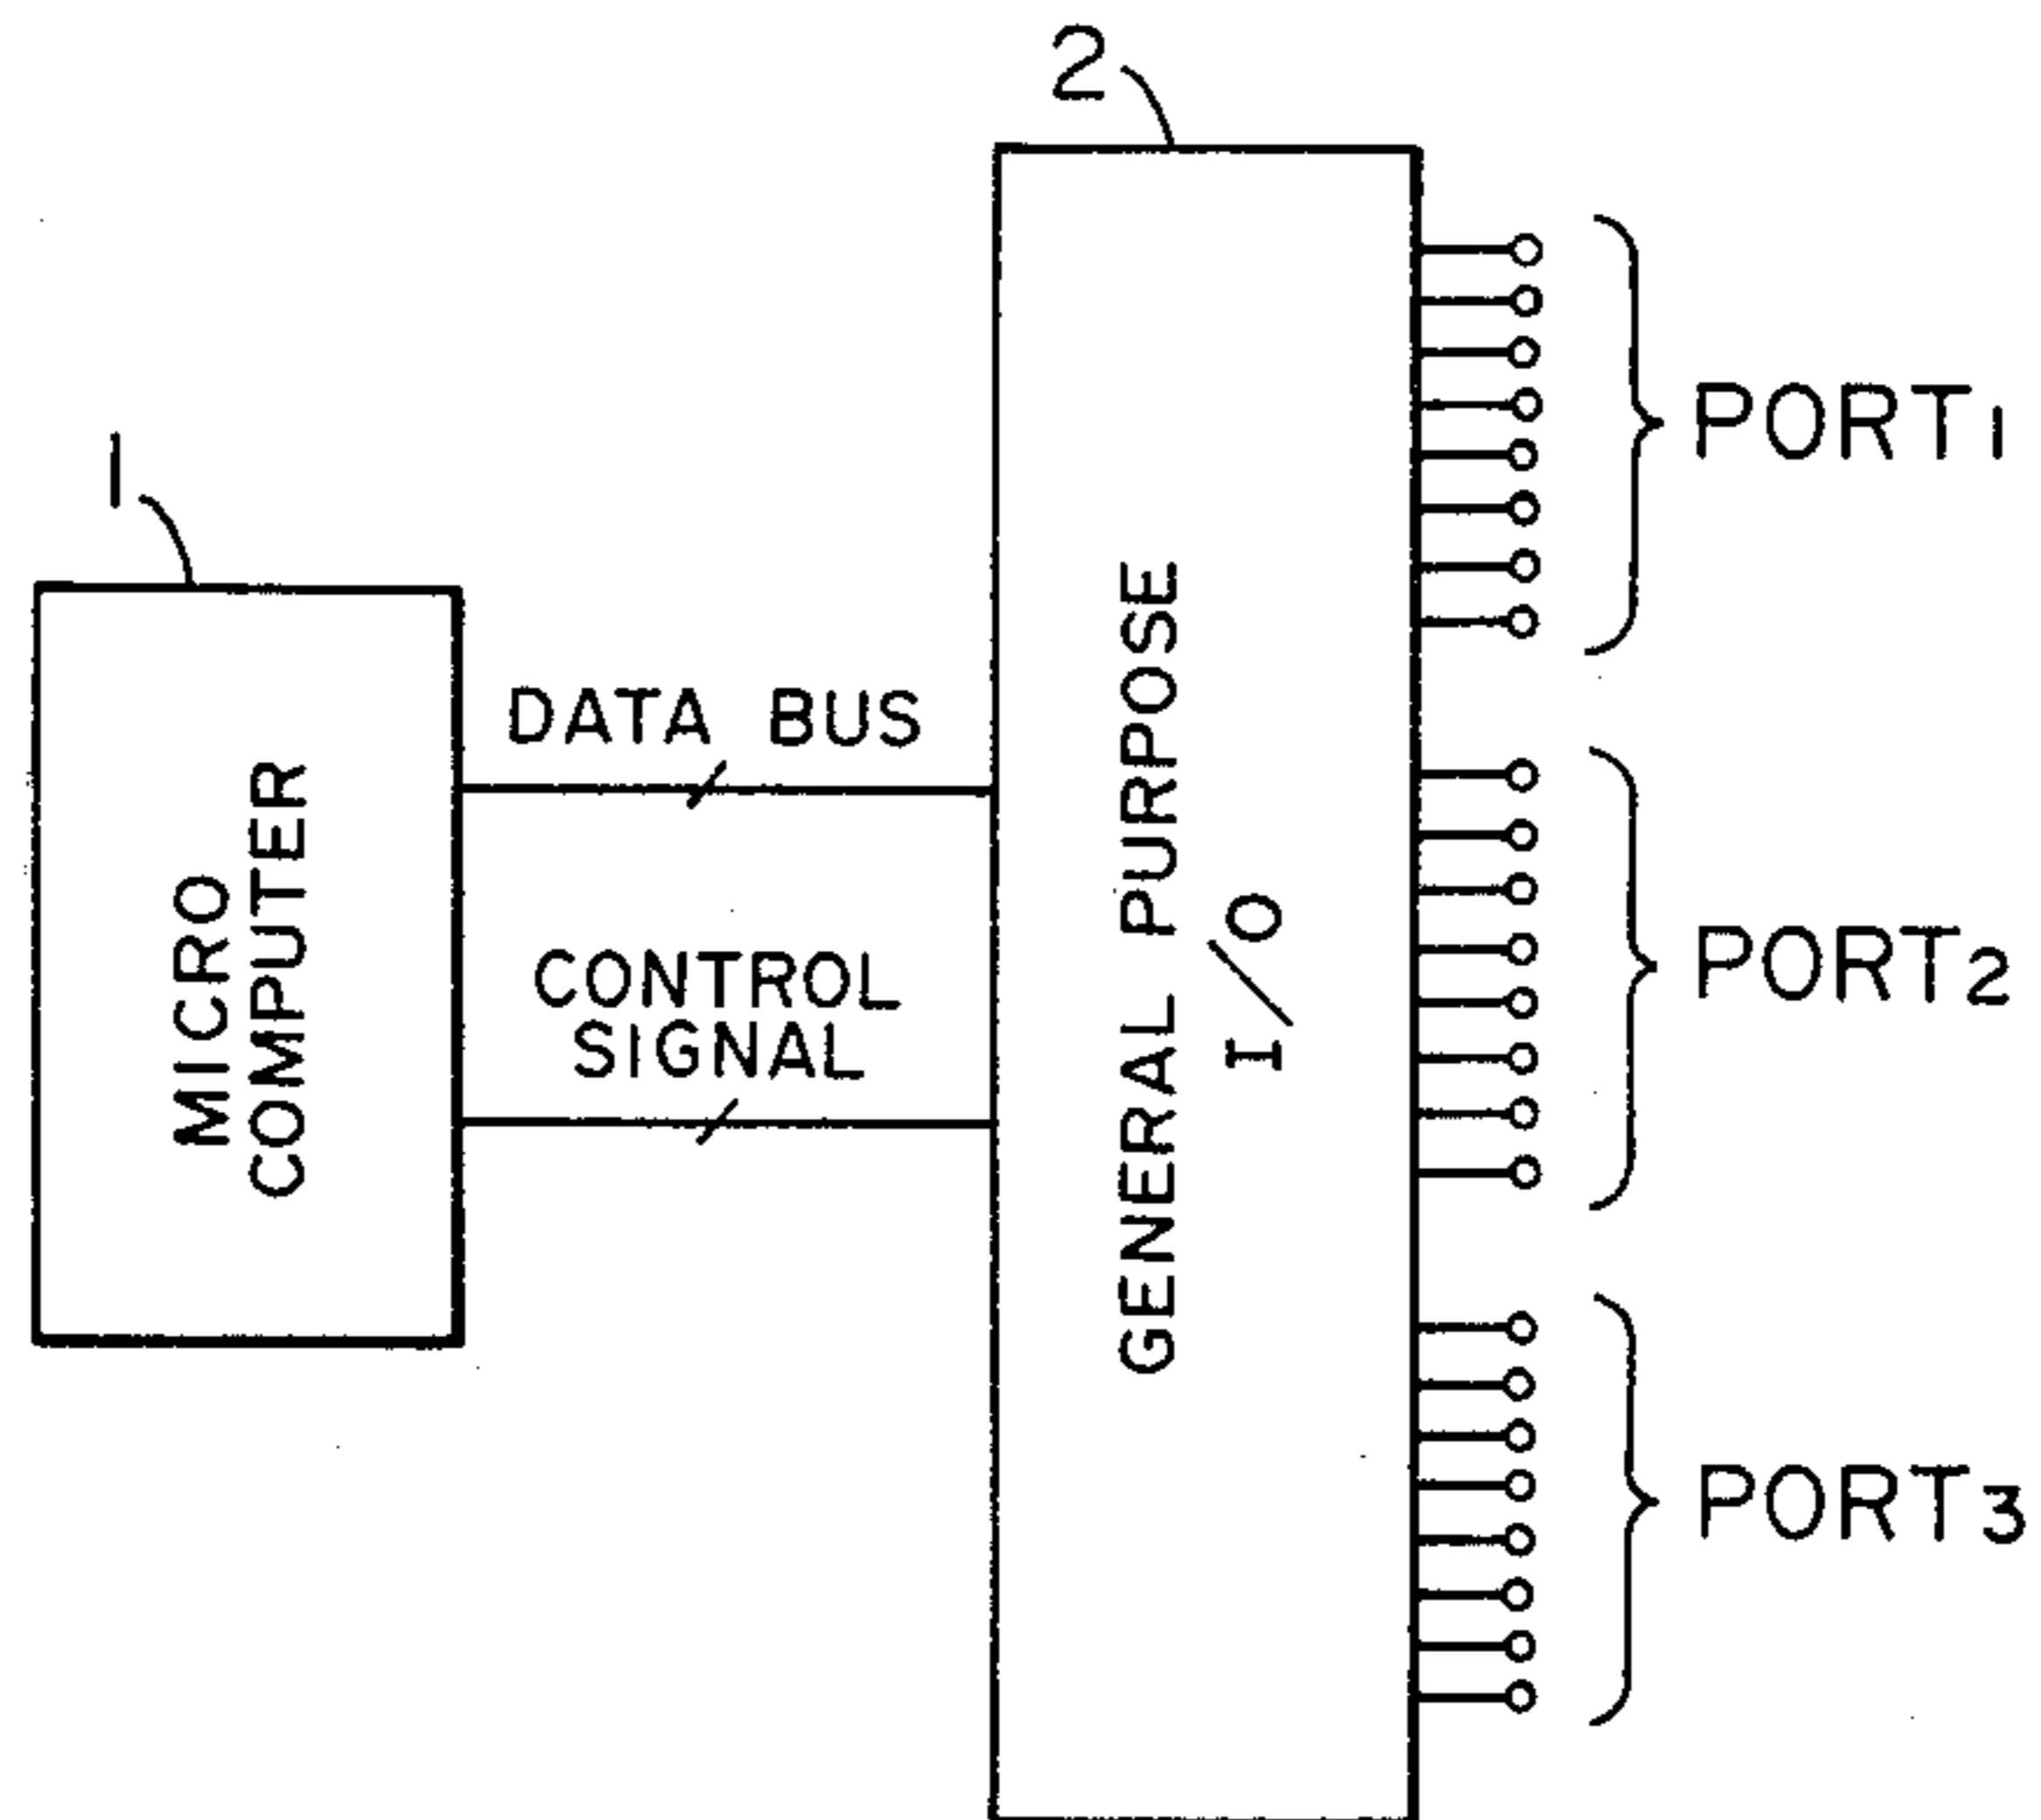 2
1
MICRO
COMPUTER
DATA BUS
CONTROL
SIGNAL
GENERAL PURPOSE
I/O
PORT1
PORT2
PORT3